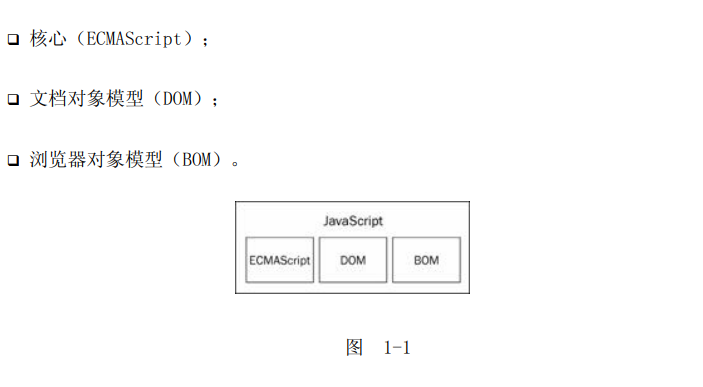 ❑ 核心（ECMAScript）；
❑ 文档对象模型（DOM）；
❑ 浏览器对象模型（BOM）。
JavaScript
ECMAScript DOM BOM
图 1-1